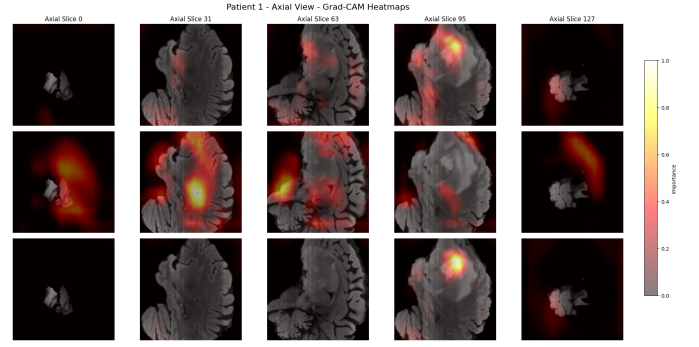 Patient 1 - Axial View - Grad-CAM Heatmaps
Axial Slice 0
Axial Slice 31
Axial Slice 63
Axial Slice 95
Axial Slice 127
1.0
0.8
0.6
0.4
0.2
0.0
Importance